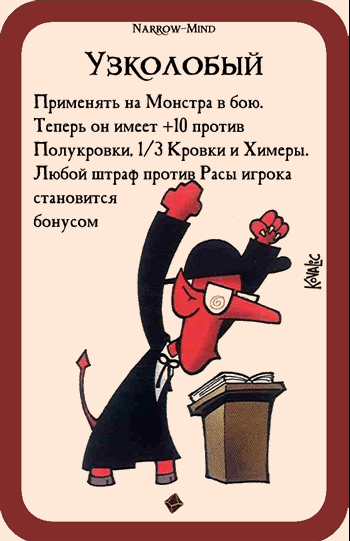 Narrow-Mind
Узколобый
Применять на Монстра в бою.
Теперь он имеет +10 против
Полукровки, 1/3 Кровки и Химеры.
Любой штраф против Расы игрока
становится
бонусом
KOVALIC